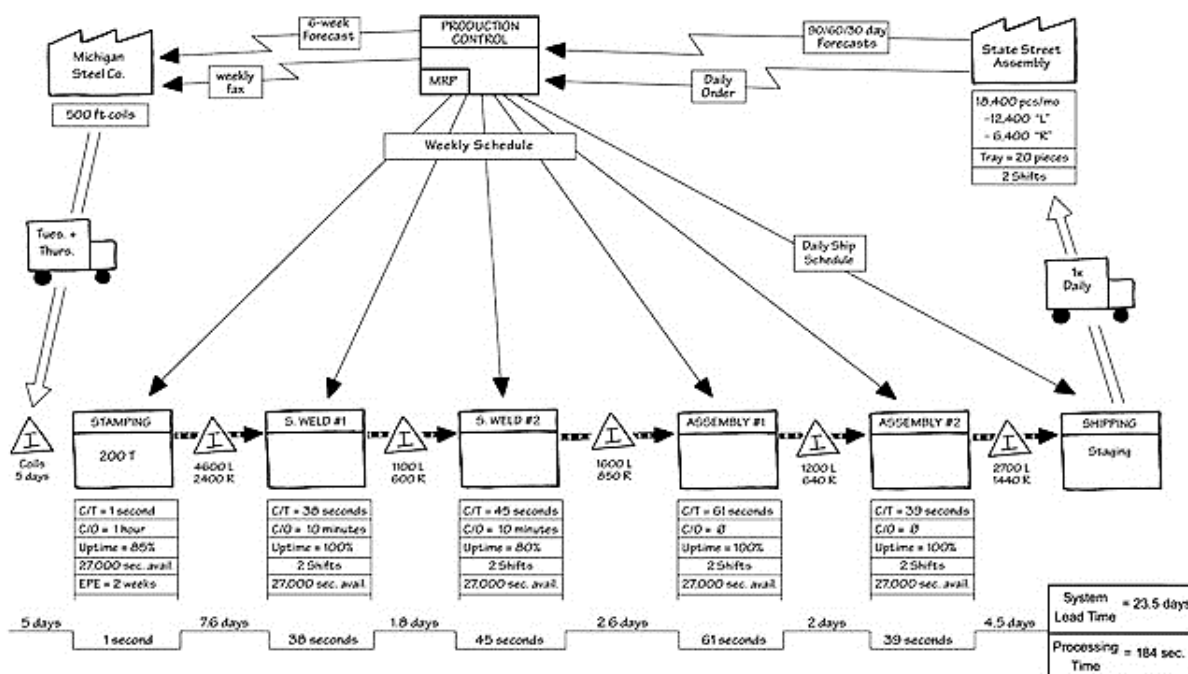 Michigan
Steel Co.
500 ft coils
6-week
Forecast
weekly
fax
PRODUCTION
CONTROL
MRP
90/60/30 day
Forecasts
Daily
Order
State Street
Assembly
18,400 pcs/mo
-12,400 "L"
- 6,400 "R"
Tray = 20 pieces
2 Shifts
Weekly Schedule
Tues. +
Thurs.
Daily Ship
Schedule
1x
Daily
I
Coils
5 days
STAMPING
200 T
C/T = 1 second
C/O = 1 hour
Uptime = 85%
27,000 sec. avail.
EPE = 2 weeks
I
4600 L
2400 R
S. WELD #1
C/T = 38 seconds
C/O = 10 minutes
Uptime = 100%
2 Shifts
27,000 sec. avail.
I
1100 L
600 R
S. WELD #2
C/T = 45 seconds
C/O = 10 minutes
Uptime = 80%
2 Shifts
27,000 sec. avail.
I
1600 L
850 R
ASSEMBLY #1
C/T = 61 seconds
C/O = Ø
Uptime = 100%
2 Shifts
27,000 sec. avail.
I
1200 L
640 R
ASSEMBLY #2
C/T = 39 seconds
C/O = Ø
Uptime = 100%
2 Shifts
27,000 sec. avail.
I
2700 L
1440 R
SHIPPING
Staging
5 days
1 second
7.6 days
38 seconds
1.8 days
45 seconds
2.6 days
61 seconds
2 days
39 seconds
4.5 days
System
Lead Time = 23.5 days
Processing
Time = 184 sec.